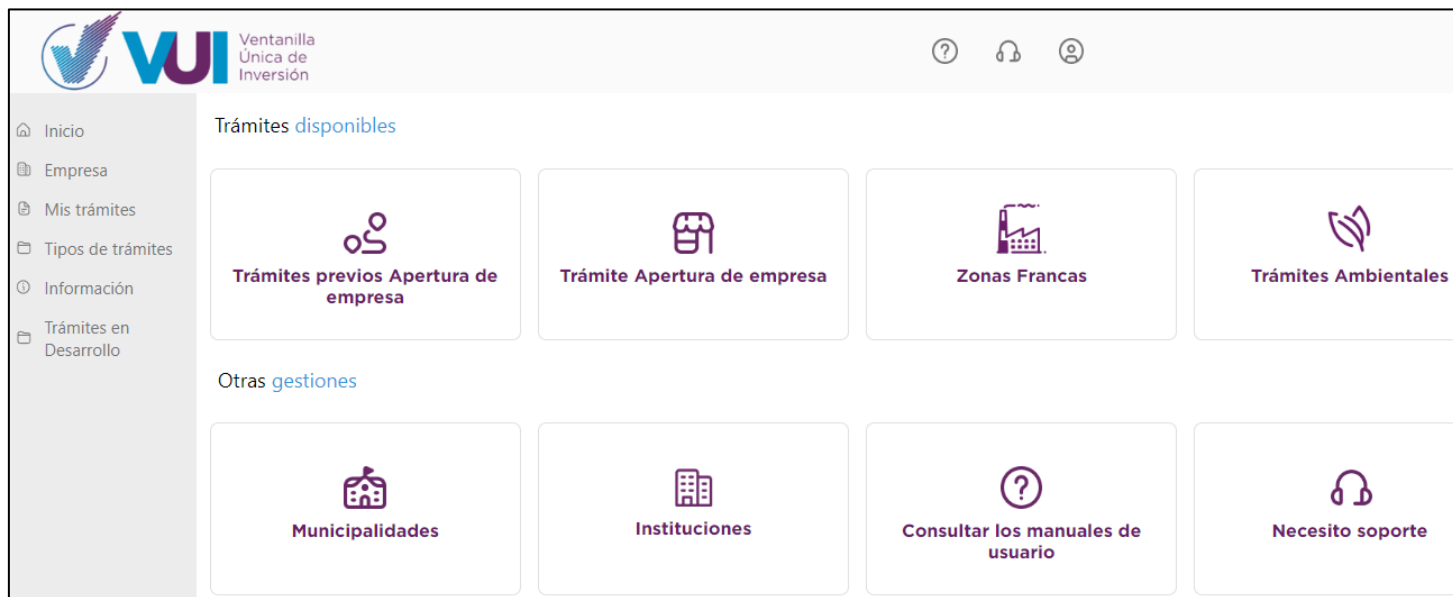 VUI
Ventanilla
Única de
Inversión
Inicio
Empresa
Mis trámites
Tipos de trámites
Información
Trámites en
Desarrollo
Trámites disponibles
Trámites previos Apertura de
empresa
Trámite Apertura de empresa
Zonas Francas
Trámites Ambientales
Otras gestiones
Municipalidades
Instituciones
Consultar los manuales de
usuario
Necesito soporte